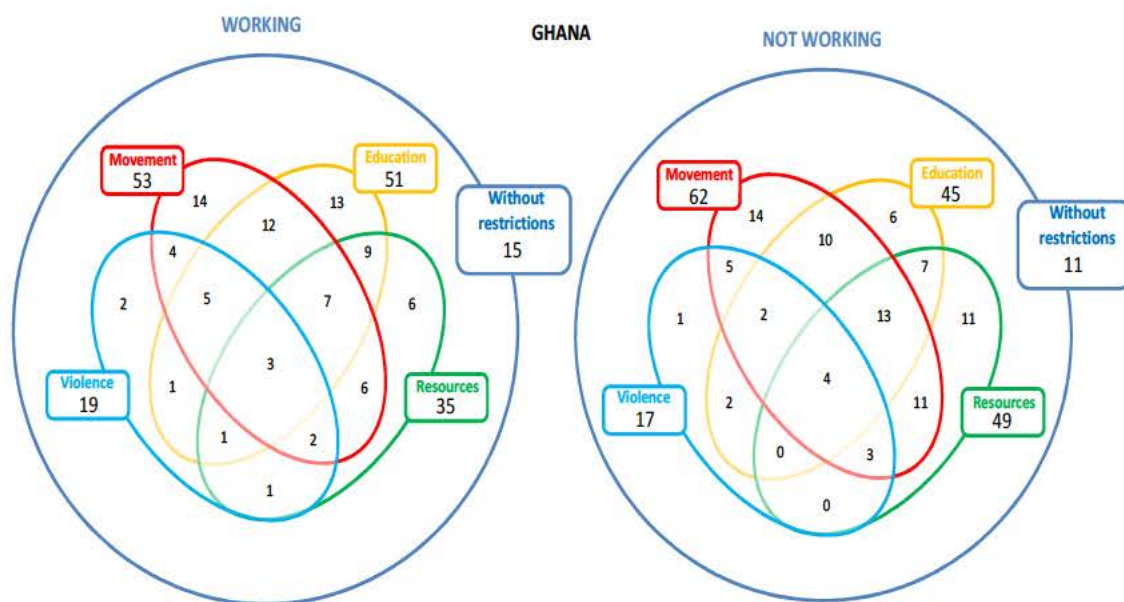 WORKING
GHANA
NOT WORKING
Movement
53
Education
51
14
13
12
Without
restrictions
15
4
9
2
5
7
6
3
Violence
19
1
6
Resources
35
1
2
1
Movement
62
Education
45
14
6
10
Without
restrictions
11
5
7
1
2
13
11
4
Violence
17
2
11
Resources
49
0
3
0